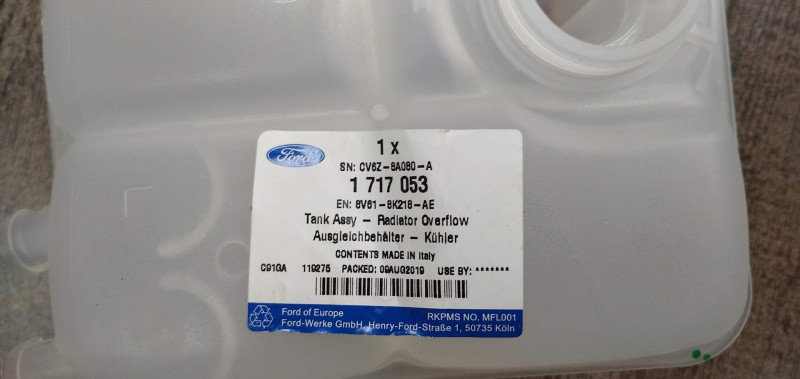 Ford
1 x
SN: CV6Z-8A080-A
1 717 053
EN: 8V61-8K218-AE
Tank Assy - Radiator Overflow
Ausgleichbehälter - Kühler
CONTENTS MADE IN Italy
C91GA 119275 PACKED: 09AUG2019 USE BY: *******
Ford of Europe
Ford-Werke GmbH, Henry-Ford-Straße 1, 50735 Köln
RKPMS NO. MFL001